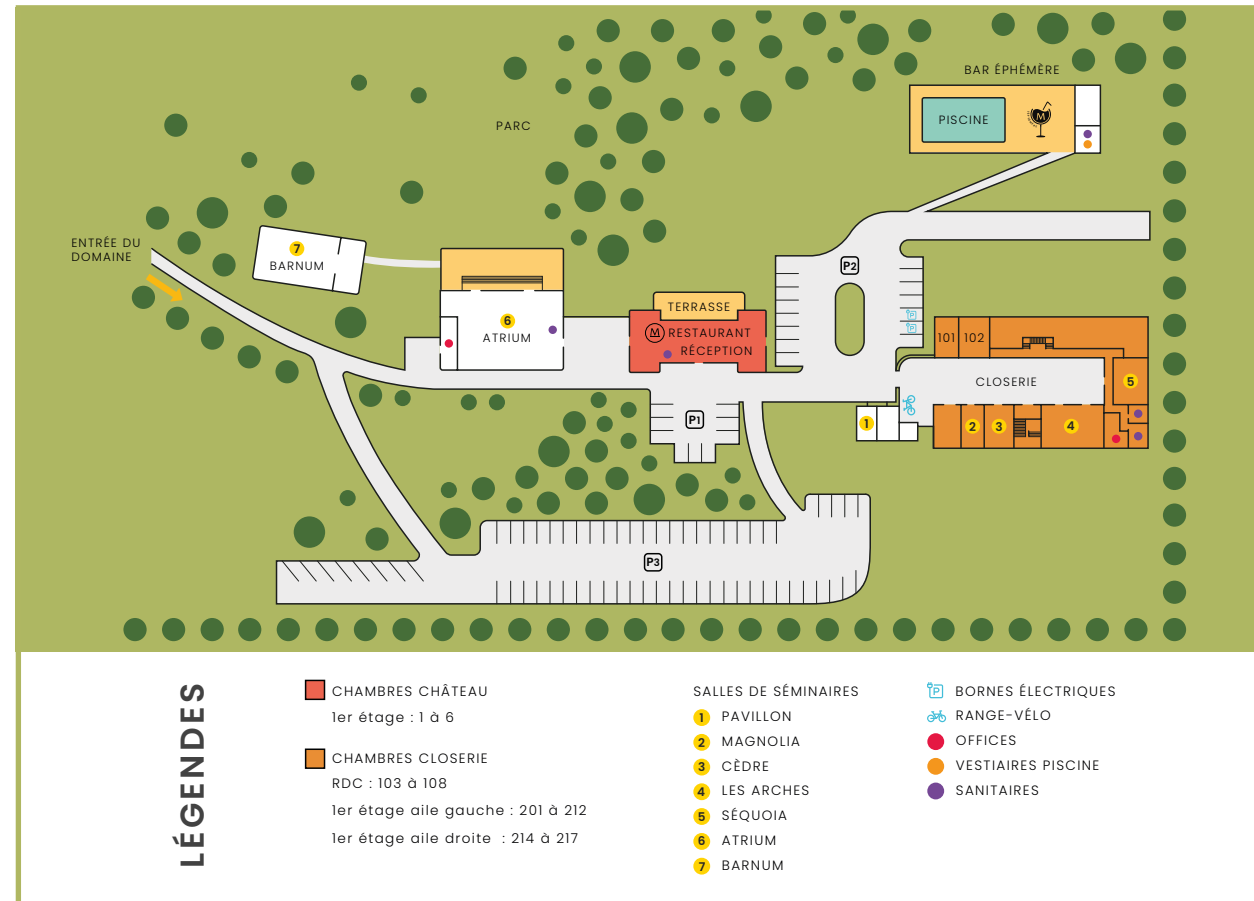 BAR ÉPHÉMÈRE
PISCINE
M
PARC
ENTRÉE DU
DOMAINE
7
BARNUM
6
ATRIUM
TERRASSE
M RESTAURANT
RÉCEPTION
P2
P
P
101
102
CLOSERIE
5
1
2
3
4
P1
P3
LÉGENDES
CHAMBRES CHÂTEAU
1er étage : 1 à 6
CHAMBRES CLOSERIE
RDC : 103 à 108
1er étage aile gauche : 201 à 212
1er étage aile droite : 214 à 217
SALLES DE SÉMINAIRES
1 PAVILLON
2 MAGNOLIA
3 CÈDRE
4 LES ARCHES
5 SÉQUOIA
6 ATRIUM
7 BARNUM
P BORNES ÉLECTRIQUES
RANGE-VÉLO
OFFICES
VESTIAIRES PISCINE
SANITAIRES